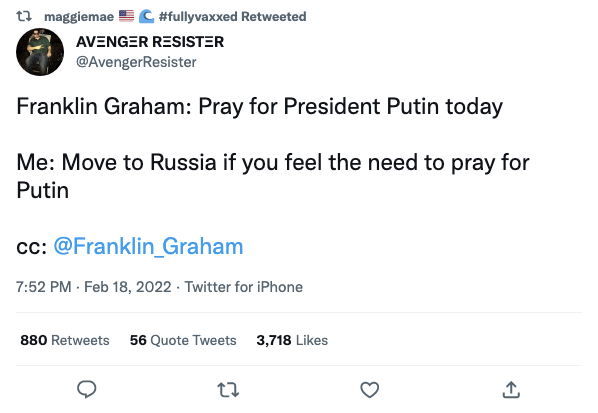 maggiemae 🇺🇸 🌊 #fullyvaxxed Retweeted
AVΞNGΞR RΞSISTΞR
@AvengerResister
Franklin Graham: Pray for President Putin today
Me: Move to Russia if you feel the need to pray for
Putin
cc: @Franklin_Graham
7:52 PM · Feb 18, 2022 · Twitter for iPhone
880 Retweets 56 Quote Tweets 3,718 Likes